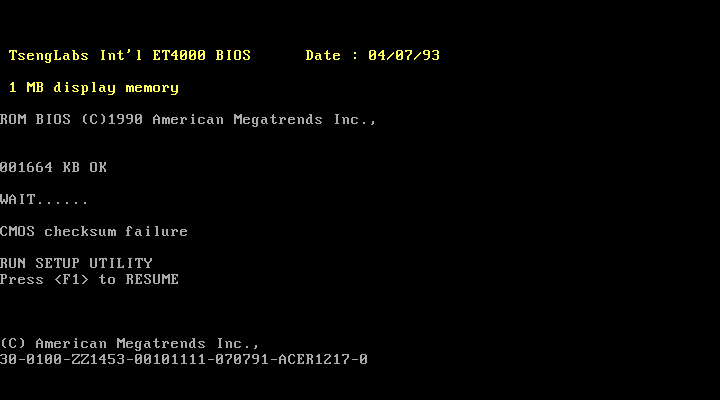 TsengLabs Int'l ET4000 BIOS Date : 04/07/93
1 MB display memory
ROM BIOS (C)1990 American Megatrends Inc.,
001664 KB OK
WAIT......
CMOS checksum failure
RUN SETUP UTILITY
Press <F1> to RESUME
(C) American Megatrends Inc.,
30-0100-ZZ1453-00101111-070791-ACER1217-0